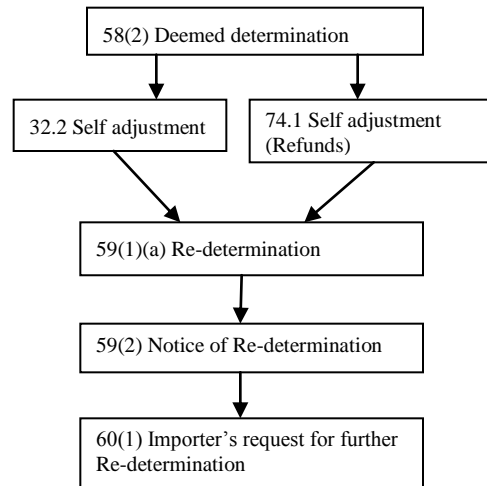 58(2) Deemed determination
32.2 Self adjustment
74.1 Self adjustment
(Refunds)
59(1)(a) Re-determination
59(2) Notice of Re-determination
60(1) Importer’s request for further
Re-determination